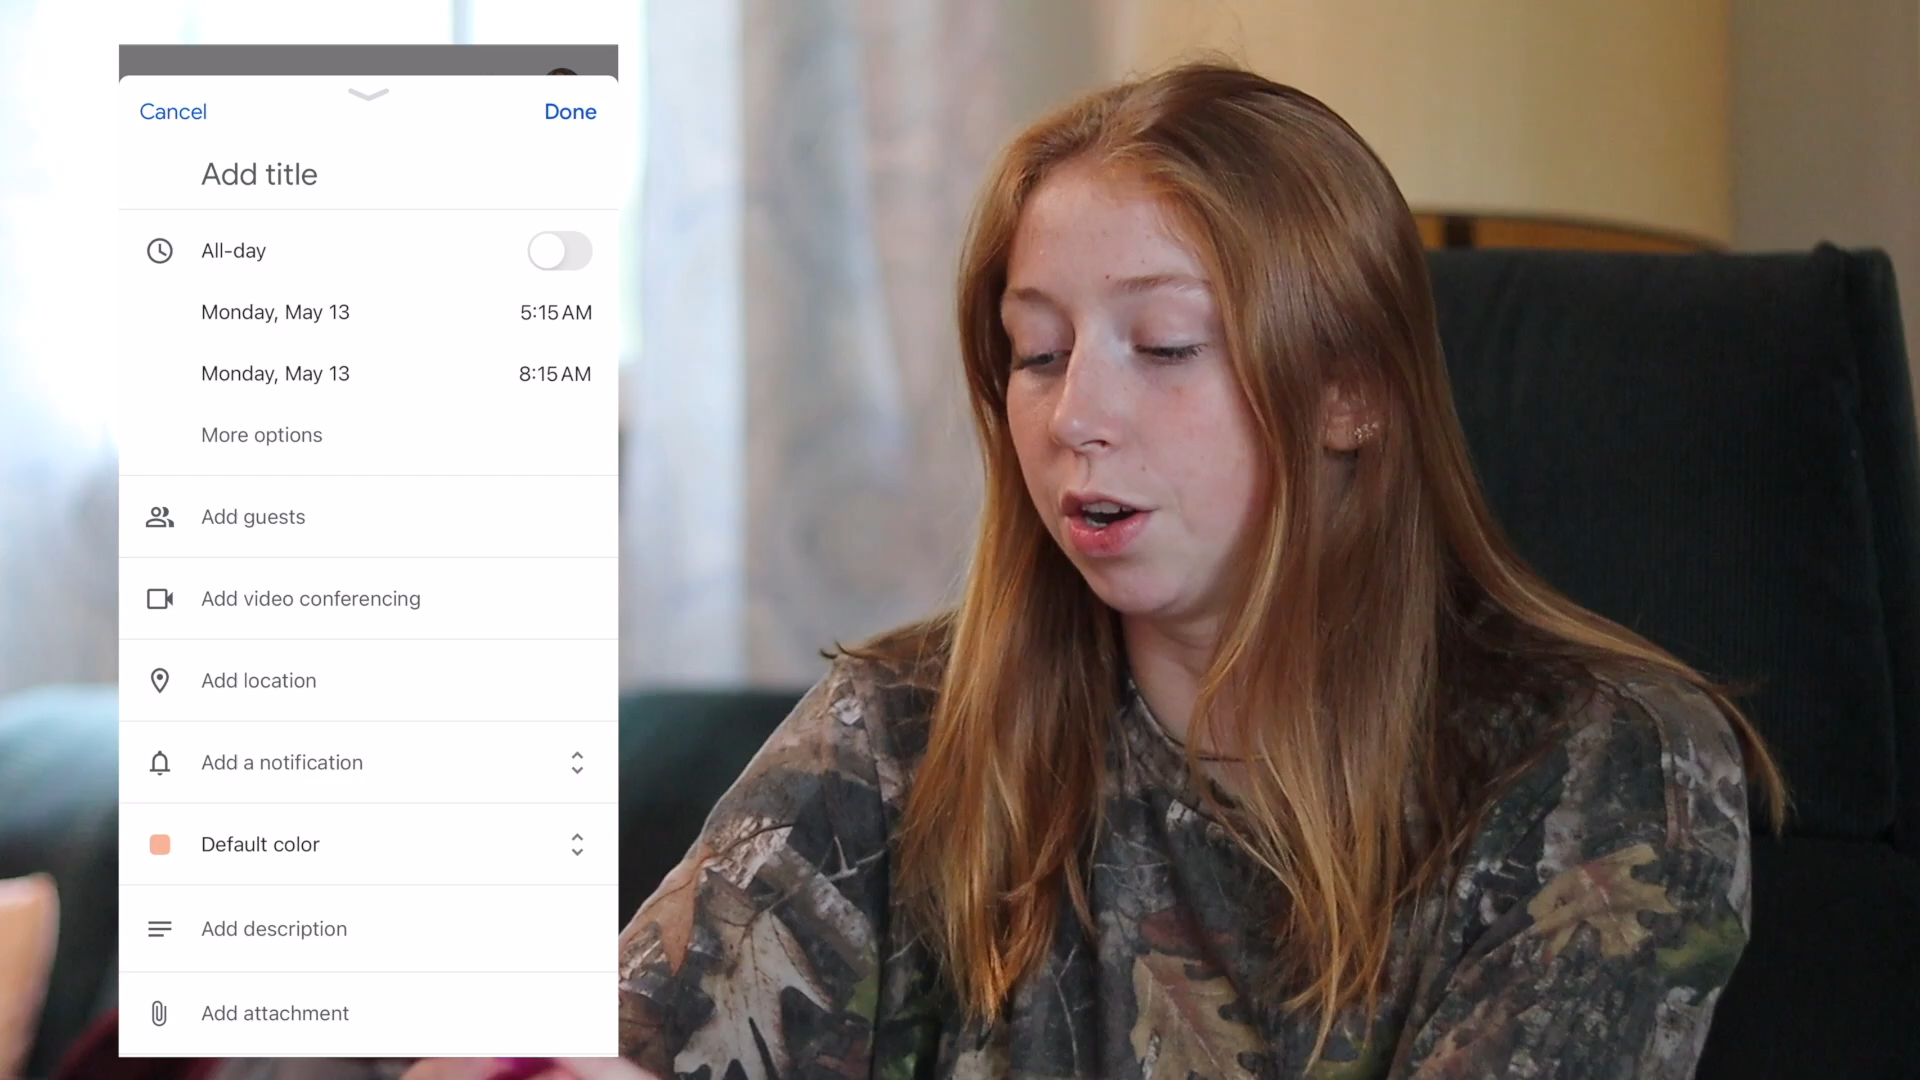 Cancel
Done
Add title
All-day
Monday, May 13 5:15 AM
Monday, May 13 8:15 AM
More options
Add guests
Add video conferencing
Add location
Add a notification
Default color
Add description
Add attachment